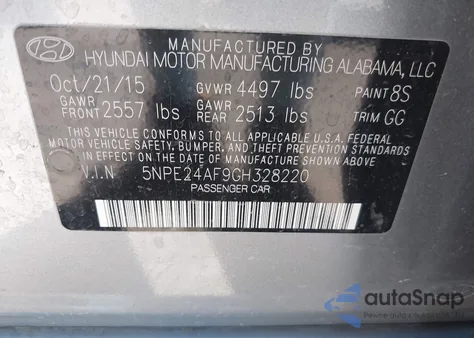 MANUFACTURED BY
HYUNDAI MOTOR MANUFACTURING ALABAMA, LLC
Oct/21/15 GVWR 4497 lbs PAINT 8S
GAWR FRONT 2557 lbs GAWR REAR 2513 lbs TRIM GG
THIS VEHICLE CONFORMS TO ALL APPLICABLE U.S.A. FEDERAL
MOTOR VEHICLE SAFETY, BUMPER, AND THEFT PREVENTION STANDARDS
IN EFFECT ON THE DATE OF MANUFACTURE SHOWN ABOVE.
V.I.N 5NPE24AF9GH328220
PASSENGER CAR
autoSnap